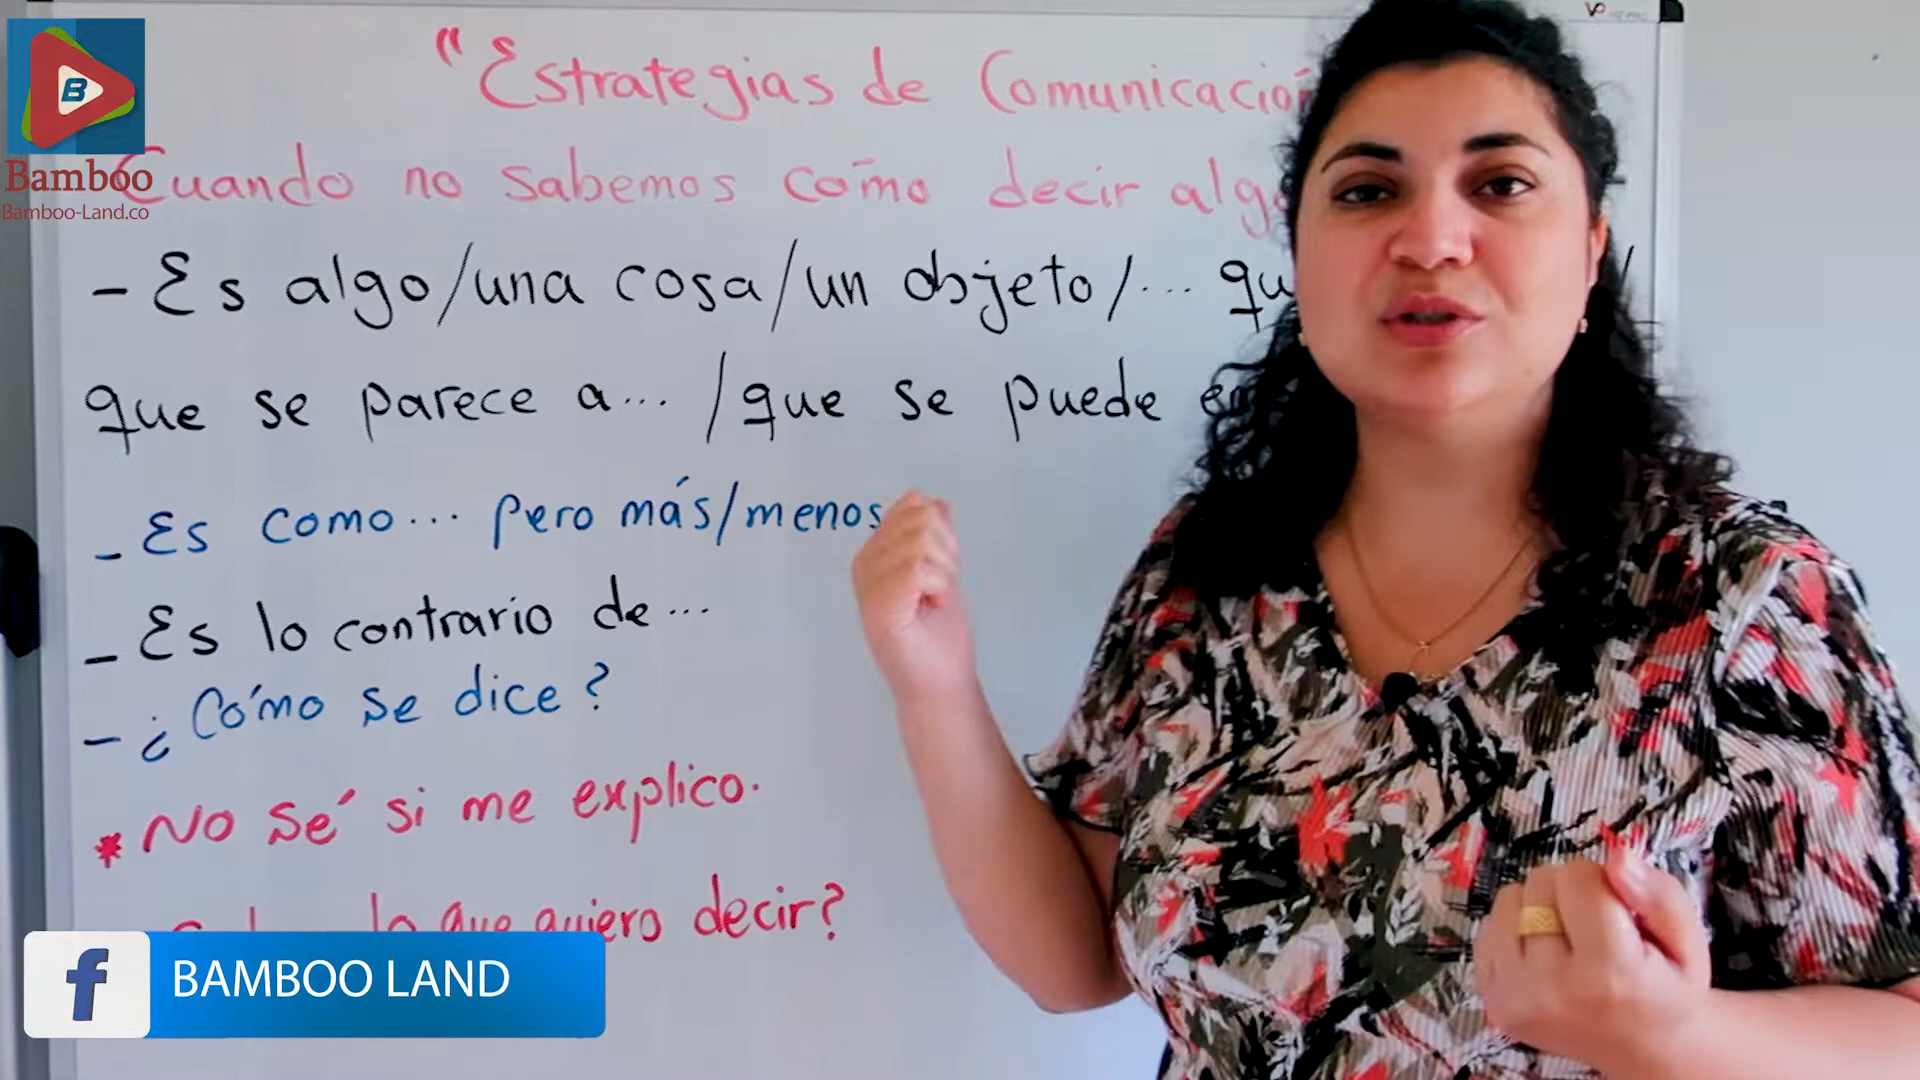 "Estrategias de Comunicación
Cuando no sabemos cómo decir algo
- Es algo/una cosa/un objeto/...
que se parece a... /que se puede
- Es como... pero más/menos
- Es lo contrario de...
- ¿Cómo se dice?
* No sé si me explico.
lo que quiero decir?
B
Bamboo
Bamboo-Land.co
f BAMBOO LAND